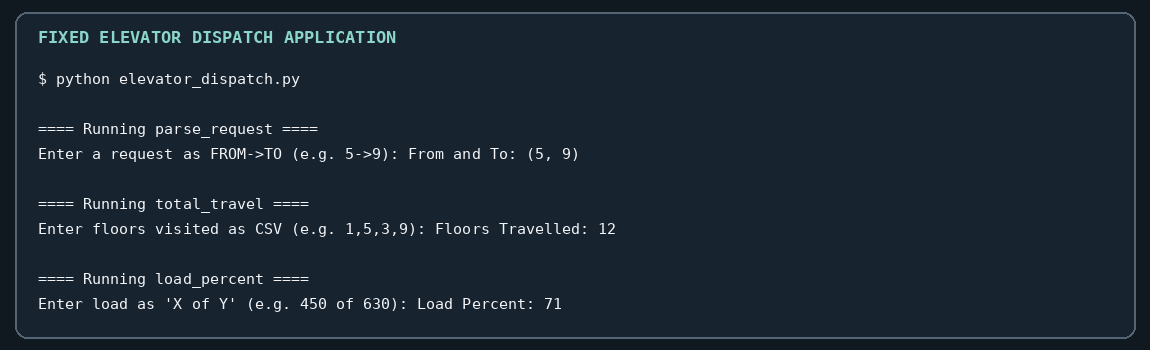 FIXED ELEVATOR DISPATCH APPLICATION
$ python elevator_dispatch.py
==== Running parse_request ====
Enter a request as FROM->TO (e.g. 5->9): From and To: (5, 9)
==== Running total_travel ====
Enter floors visited as CSV (e.g. 1,5,3,9): Floors Travelled: 12
==== Running load_percent ====
Enter load as 'X of Y' (e.g. 450 of 630): Load Percent: 71